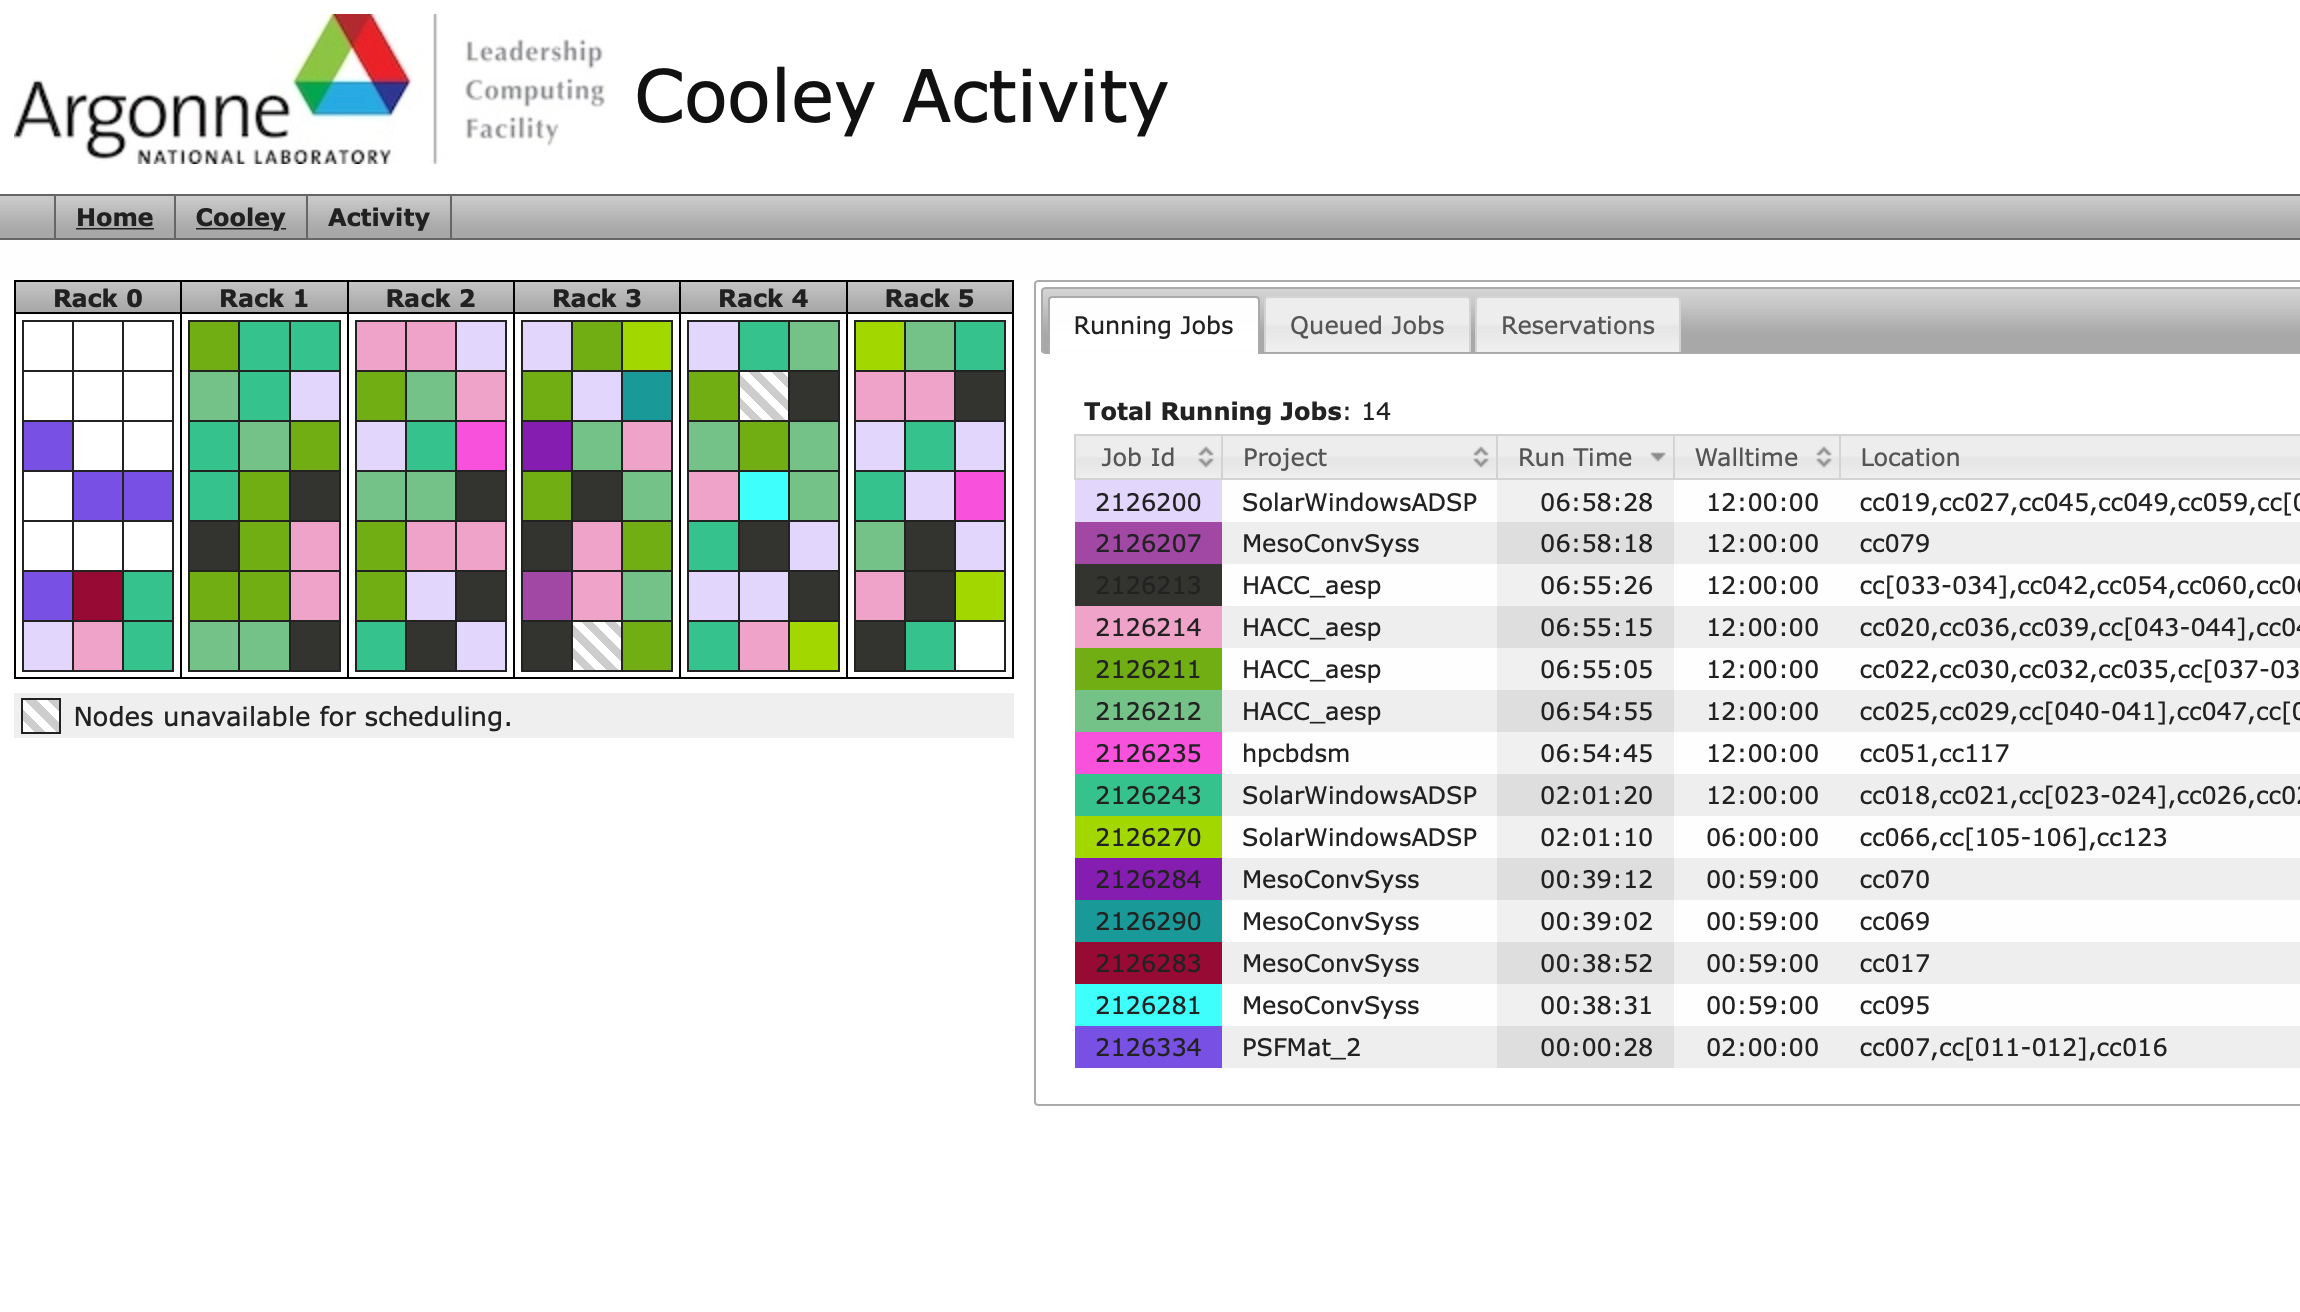 Argonne
NATIONAL LABORATORY
Leadership
Computing
Facility
Cooley Activity
Home Cooley Activity
Rack 0 Rack 1 Rack 2 Rack 3 Rack 4 Rack 5
Nodes unavailable for scheduling.
Running Jobs Queued Jobs Reservations
Total Running Jobs: 14
Job Id Project Run Time Walltime Location
2126200 SolarWindowsADSP 06:58:28 12:00:00 cc019,cc027,cc045,cc049,cc059,cc[0
2126207 MesoConvSyss 06:58:18 12:00:00 cc079
2126213 HACC_aesp 06:55:26 12:00:00 cc[033-034],cc042,cc054,cc060,cc06
2126214 HACC_aesp 06:55:15 12:00:00 cc020,cc036,cc039,cc[043-044],cc04
2126211 HACC_aesp 06:55:05 12:00:00 cc022,cc030,cc032,cc035,cc[037-03
2126212 HACC_aesp 06:54:55 12:00:00 cc025,cc029,cc[040-041],cc047,cc[0
2126235 hpcbdsm 06:54:45 12:00:00 cc051,cc117
2126243 SolarWindowsADSP 02:01:20 12:00:00 cc018,cc021,cc[023-024],cc026,cc02
2126270 SolarWindowsADSP 02:01:10 06:00:00 cc066,cc[105-106],cc123
2126284 MesoConvSyss 00:39:12 00:59:00 cc070
2126290 MesoConvSyss 00:39:02 00:59:00 cc069
2126283 MesoConvSyss 00:38:52 00:59:00 cc017
2126281 MesoConvSyss 00:38:31 00:59:00 cc095
2126334 PSFMat_2 00:00:28 02:00:00 cc007,cc[011-012],cc016